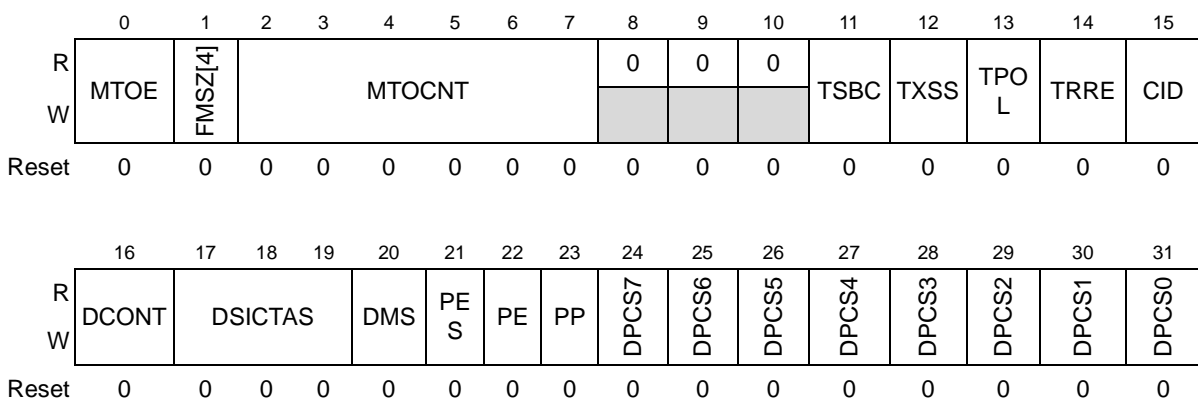 0 1 2 3 4 5 6 7 8 9 10 11 12 13 14 15
R MTOE FMSZ[4] MTOCNT 0 0 0 TSBC TXSS TPO TRRE CID
W L
Reset 0 0 0 0 0 0 0 0 0 0 0 0 0 0 0 0
16 17 18 19 20 21 22 23 24 25 26 27 28 29 30 31
R DCONT DSICTAS DMS PE PE PP DPCS7 DPCS6 DPCS5 DPCS4 DPCS3 DPCS2 DPCS1 DPCS0
W S
Reset 0 0 0 0 0 0 0 0 0 0 0 0 0 0 0 0